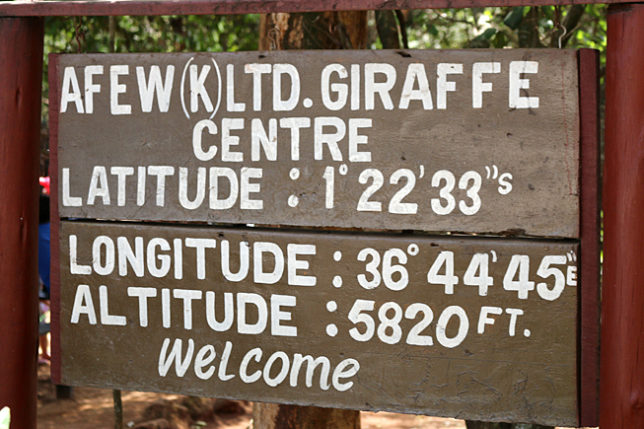 AFEW(K)LTD. GIRAFFE
CENTRE
LATITUDE : 1° 22' 33"S
LONGITUDE : 36° 44' 45"E
ALTITUDE : 5820 FT.
Welcome